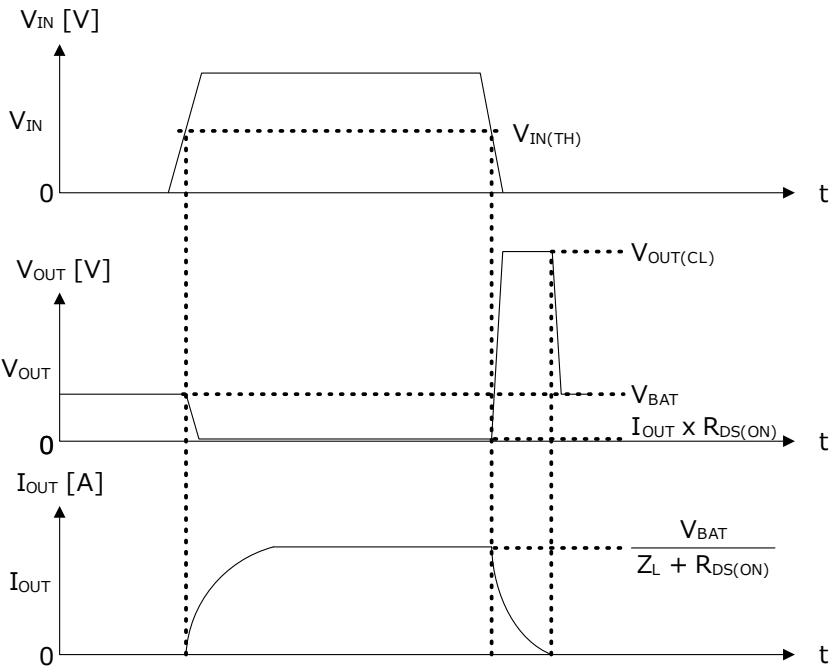 VIN [V]
VIN
VIN(TH)
0
t
VOUT [V]
VOUT(CL)
VOUT
VBAT
IOUT x RDS(ON)
0
t
IOUT [A]
VBAT
ZL + RDS(ON)
IOUT
0
t